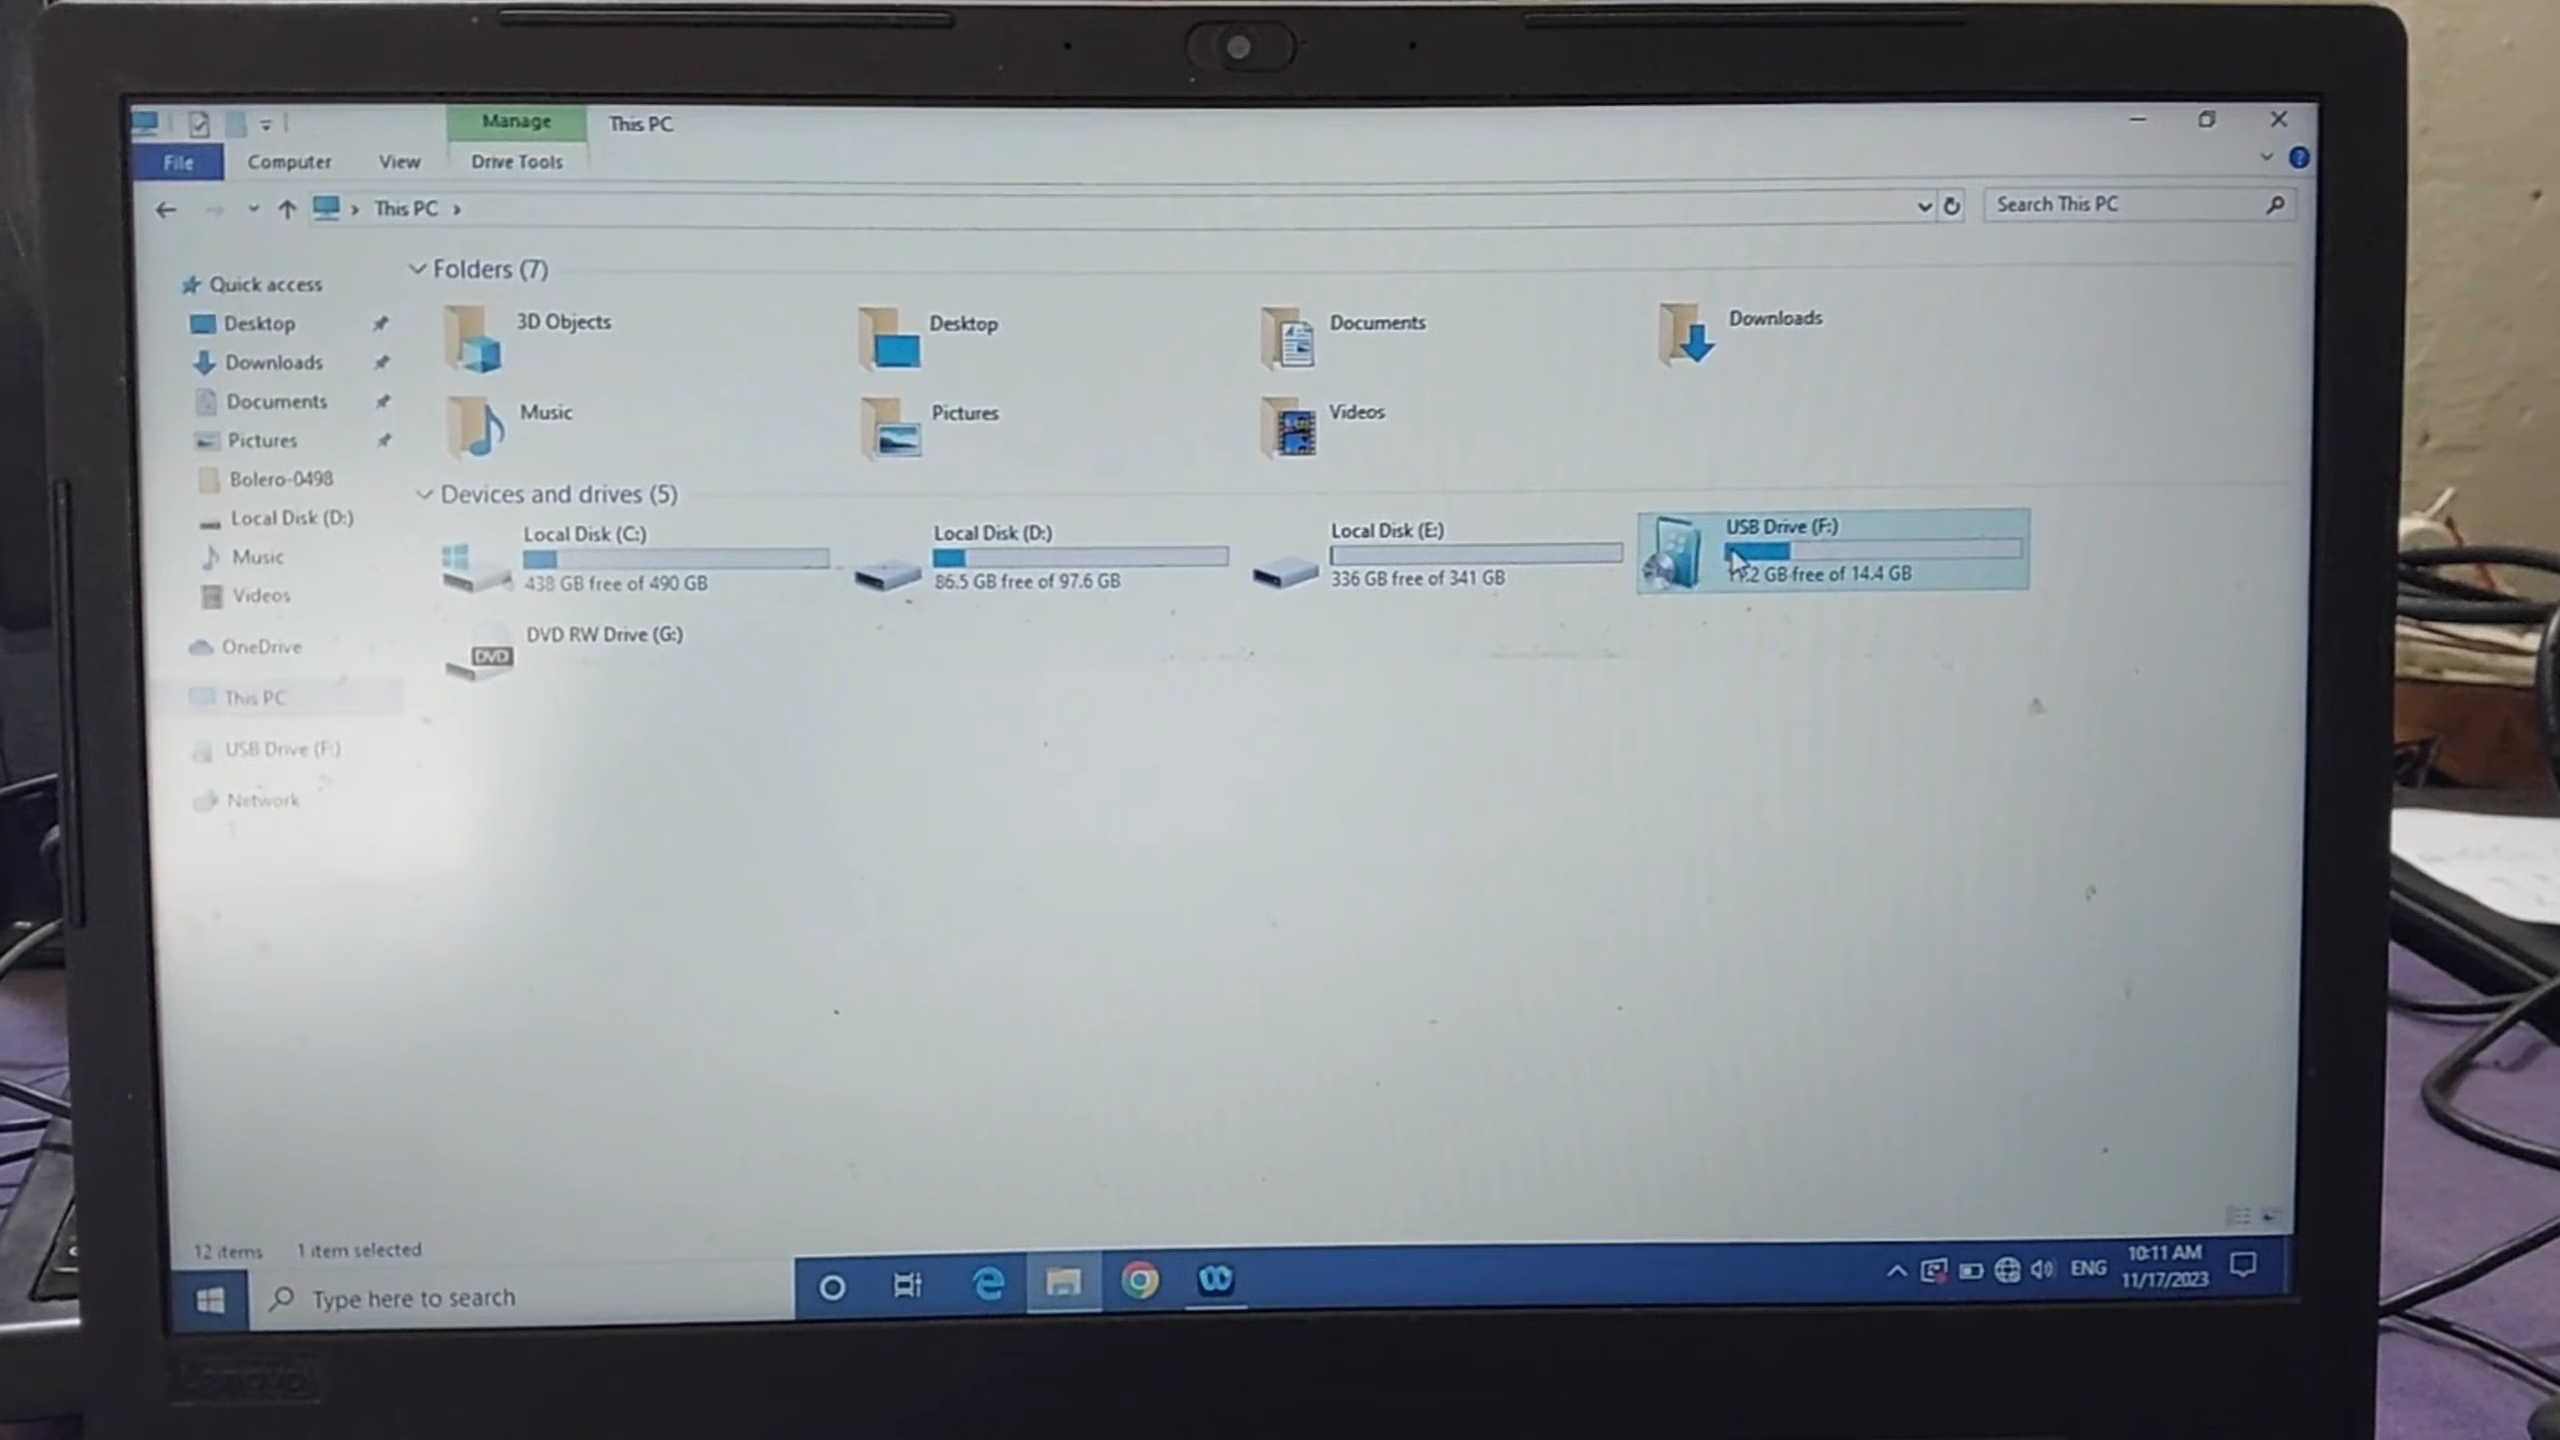 Manage
This PC
File
Computer
View
Drive Tools
This PC
Search This PC
Quick access
Desktop
Downloads
Documents
Pictures
Bolero-0498
Local Disk (D:)
Music
Videos
OneDrive
This PC
USB Drive (F:)
Network
Folders (7)
3D Objects
Desktop
Documents
Downloads
Music
Pictures
Videos
Devices and drives (5)
Local Disk (C:)
438 GB free of 490 GB
Local Disk (D:)
86.5 GB free of 97.6 GB
Local Disk (E:)
336 GB free of 341 GB
USB Drive (F:)
GB free of 14.4 GB
DVD RW Drive (G:)
DVD
12 items
1 item selected
Type here to search
ENG
10:11 AM
11/17/2023
Lenovo